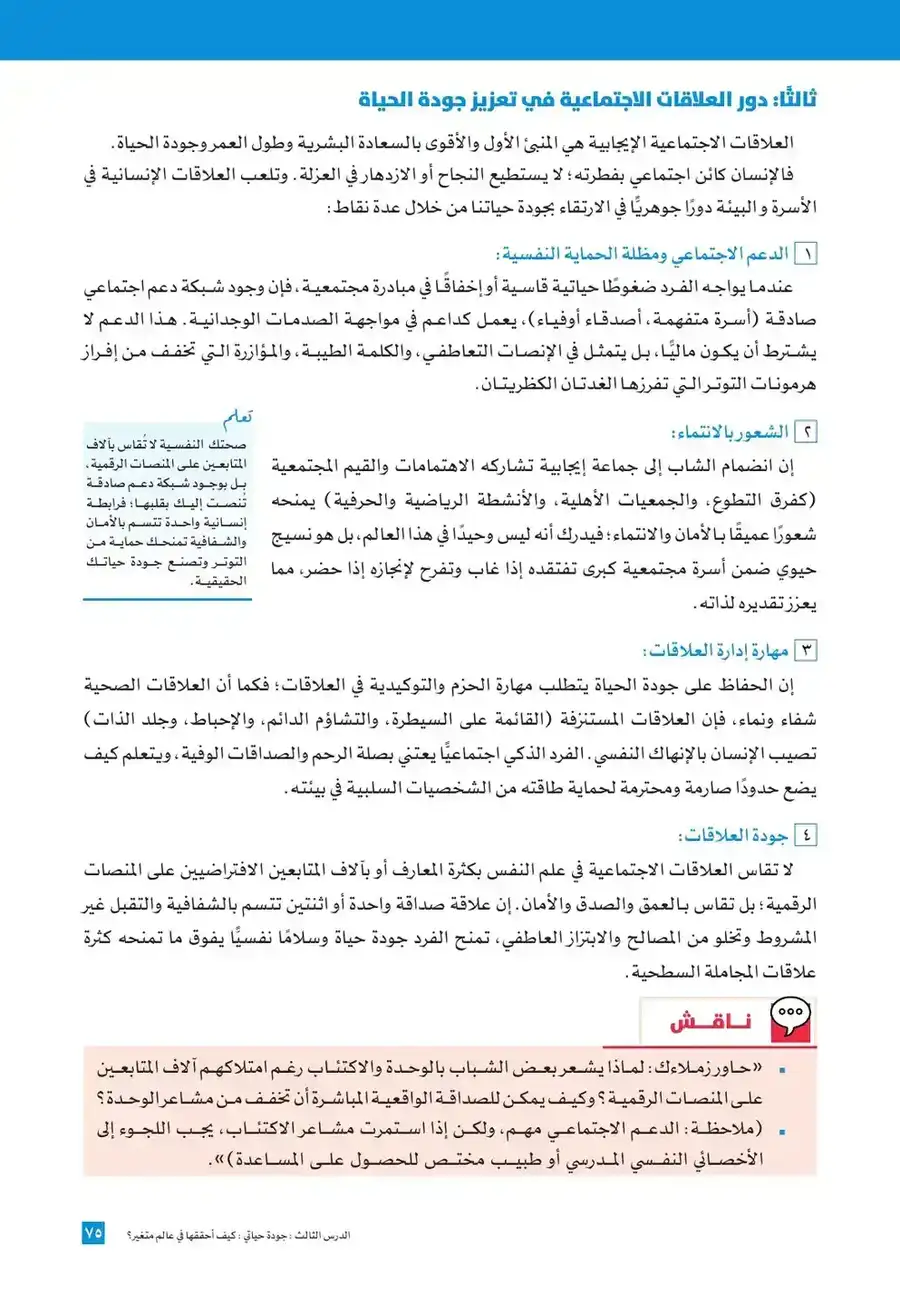 ثالثًا: دور العلاقات الاجتماعية في تعزيز جودة الحياة
العلاقات الاجتماعية الإيجابية هي المنبئ الأول والأقوى بالسعادة البشرية وطول العمر وجودة الحياة.
فالإنسان كائن اجتماعي بفطرته؛ لا يستطيع النجاح أو الازدهار في العزلة. وتلعب العلاقات الإنسانية في
الأسرة والبيئة دورًا جوهريًّا في الارتقاء بجودة حياتنا من خلال عدة نقاط:
١ الدعم الاجتماعي ومظلة الحماية النفسية:
عندما يواجه الفرد ضغوطًا حياتية قاسية أو إخفاقًا في مبادرة مجتمعية، فإن وجود شبكة دعم اجتماعي
صادقة (أسرة متفهمة، أصدقاء أوفياء)، يعمل كداعم في مواجهة الصدمات الوجدانية. هذا الدعم لا
يشترط أن يكون ماليًّا، بل يتمثل في الإنصات التعاطفي، والكلمة الطيبة، والمؤازرة التي تخفف من إفراز
هرمونات التوتر التي تفرزها الغدتان الكظريتان.
٢ الشعور بالانتماء:
إن انضمام الشاب إلى جماعة إيجابية تشاركه الاهتمامات والقيم المجتمعية
(كفرق التطوع، والجمعيات الأهلية، والأنشطة الرياضية والحرفية) يمنحه
شعورًا عميقًا بالأمان والانتماء؛ فيدرك أنه ليس وحيدًا في هذا العالم، بل هو نسيج
حيوي ضمن أسرة مجتمعية كبرى تفتقده إذا غاب وتفرح لإنجازه إذا حضر، مما
يعزز تقديره لذاته.
تعلم
صحتك النفسية لا تُقاس بآلاف
المتابعين على المنصات الرقمية،
بل بوجود شبكة دعم صادقة
تُنصت إليك بقلبها؛ فرابطة
إنسانية واحدة تتسم بالأمان
والشفافية تمنحك حماية من
التوتر وتصنع جودة حياتك
الحقيقية.
٣ مهارة إدارة العلاقات:
إن الحفاظ على جودة الحياة يتطلب مهارة الحزم والتوكيدية في العلاقات؛ فكما أن العلاقات الصحية
شفاء ونماء، فإن العلاقات المستنزفة (القائمة على السيطرة، والتشاؤم الدائم، والإحباط، وجلد الذات)
تصيب الإنسان بالإنهاك النفسي. الفرد الذكي اجتماعيًّا يعتني بصلة الرحم والصداقات الوفية، ويتعلم كيف
يضع حدودًا صارمة ومحترمة لحماية طاقته من الشخصيات السلبية في بيئته.
٤ جودة العلاقات:
لا تقاس العلاقات الاجتماعية في علم النفس بكثرة المعارف أو بآلاف المتابعين الافتراضيين على المنصات
الرقمية؛ بل تقاس بالعمق والصدق والأمان. إن علاقة صداقة واحدة أو اثنتين تتسم بالشفافية والتقبل غير
المشروط وتخلو من المصالح والابتزاز العاطفي، تمنح الفرد جودة حياة وسلامًا نفسيًّا يفوق ما تمنحه كثرة
علاقات المجاملة السطحية.
ناقش
▪ «حاور زملاءك: لماذا يشعر بعض الشباب بالوحدة والاكتئاب رغم امتلاكهم آلاف المتابعين
على المنصات الرقمية؟ وكيف يمكن للصداقة الواقعية المباشرة أن تخفف من مشاعر الوحدة؟
▪ (ملاحظة: الدعم الاجتماعي مهم، ولكن إذا استمرت مشاعر الاكتئاب، يجب اللجوء إلى
الأخصائي النفسي المدرسي أو طبيب مختص للحصول على المساعدة)».
الدرس الثالث : جودة حياتي : كيف أحققها في عالم متغير؟ ٧٥